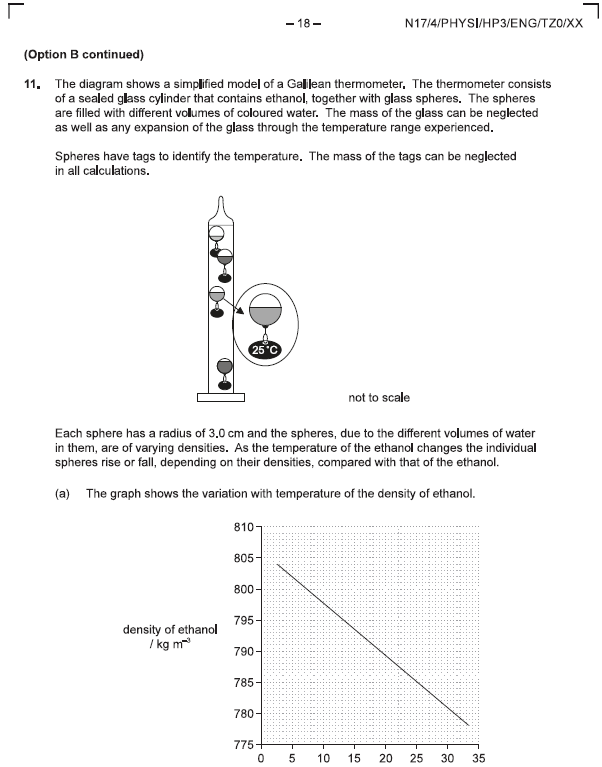 – 18 –
N17/4/PHYSI/HP3/ENG/TZ0/XX
(Option B continued)
11. The diagram shows a simplified model of a Galilean thermometer. The thermometer consists
of a sealed glass cylinder that contains ethanol, together with glass spheres. The spheres
are filled with different volumes of coloured water. The mass of the glass can be neglected
as well as any expansion of the glass through the temperature range experienced.
Spheres have tags to identify the temperature. The mass of the tags can be neglected
in all calculations.
25°C
not to scale
Each sphere has a radius of 3.0 cm and the spheres, due to the different volumes of water
in them, are of varying densities. As the temperature of the ethanol changes the individual
spheres rise or fall, depending on their densities, compared with that of the ethanol.
(a) The graph shows the variation with temperature of the density of ethanol.
810
805
800
795
density of ethanol
/ kg m⁻³
790
785
780
775
0 5 10 15 20 25 30 35